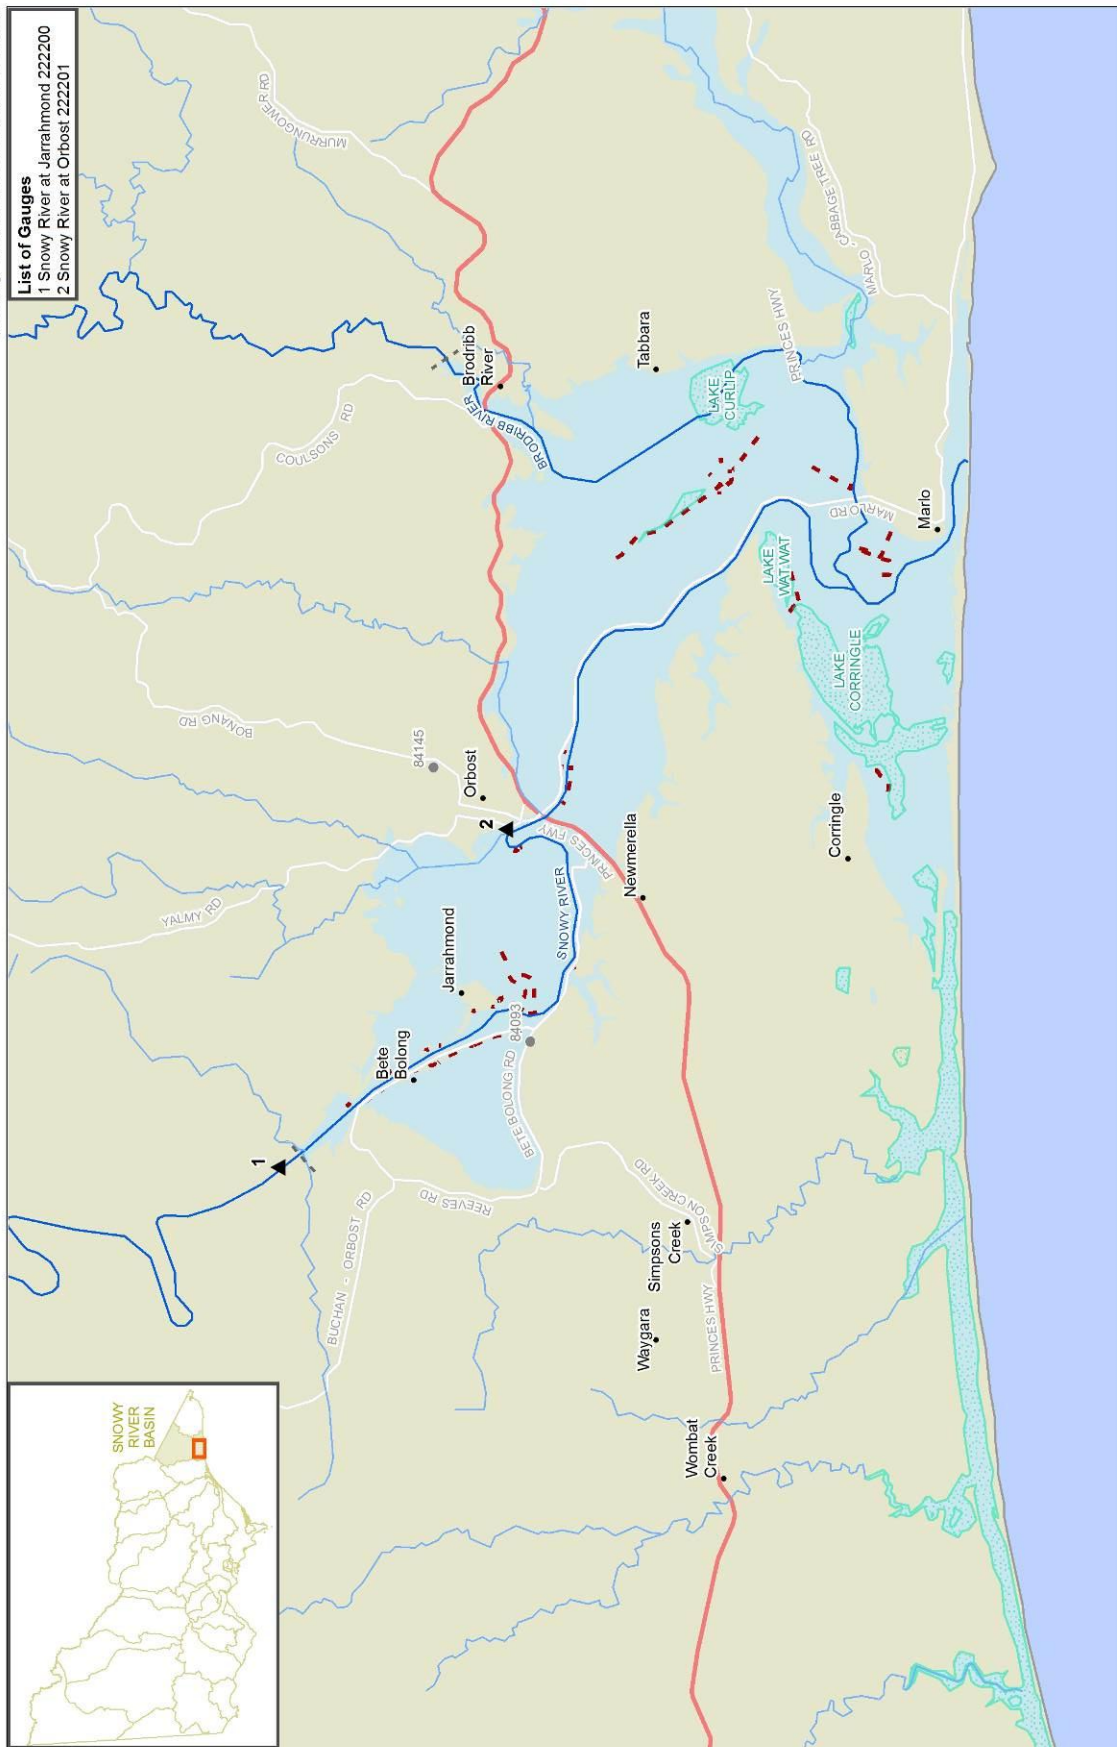 List of Gauges
1 Snowy River at Jarrahmond 222200
2 Snowy River at Orbost 222201
SNOWY
RIVER
BASIN
1
BUCHAN - ORBOST RD
REEVES RD
Bete
Bolong
Jarrahmond
YALMY RD
BONANG RD
84145
Orbost
2
COULSONS RD
MURRUNGOWER RD
Brodribb
River
BRODRIBB RIVER
84093
BETE BOLONG RD
SNOWY RIVER
PRINCES FWY
Newmerella
Tabbara
LAKE
CURLIP
PRINCES HWY
MARLO - CABBAGE TREE RD
Waygara
Simpsons
Creek
SIMPSON CREEK RD
PRINCES HWY
Wombat
Creek
Corringle
LAKE
CORRINGLE
LAKE
WAT WAT
MARLO RD
Marlo